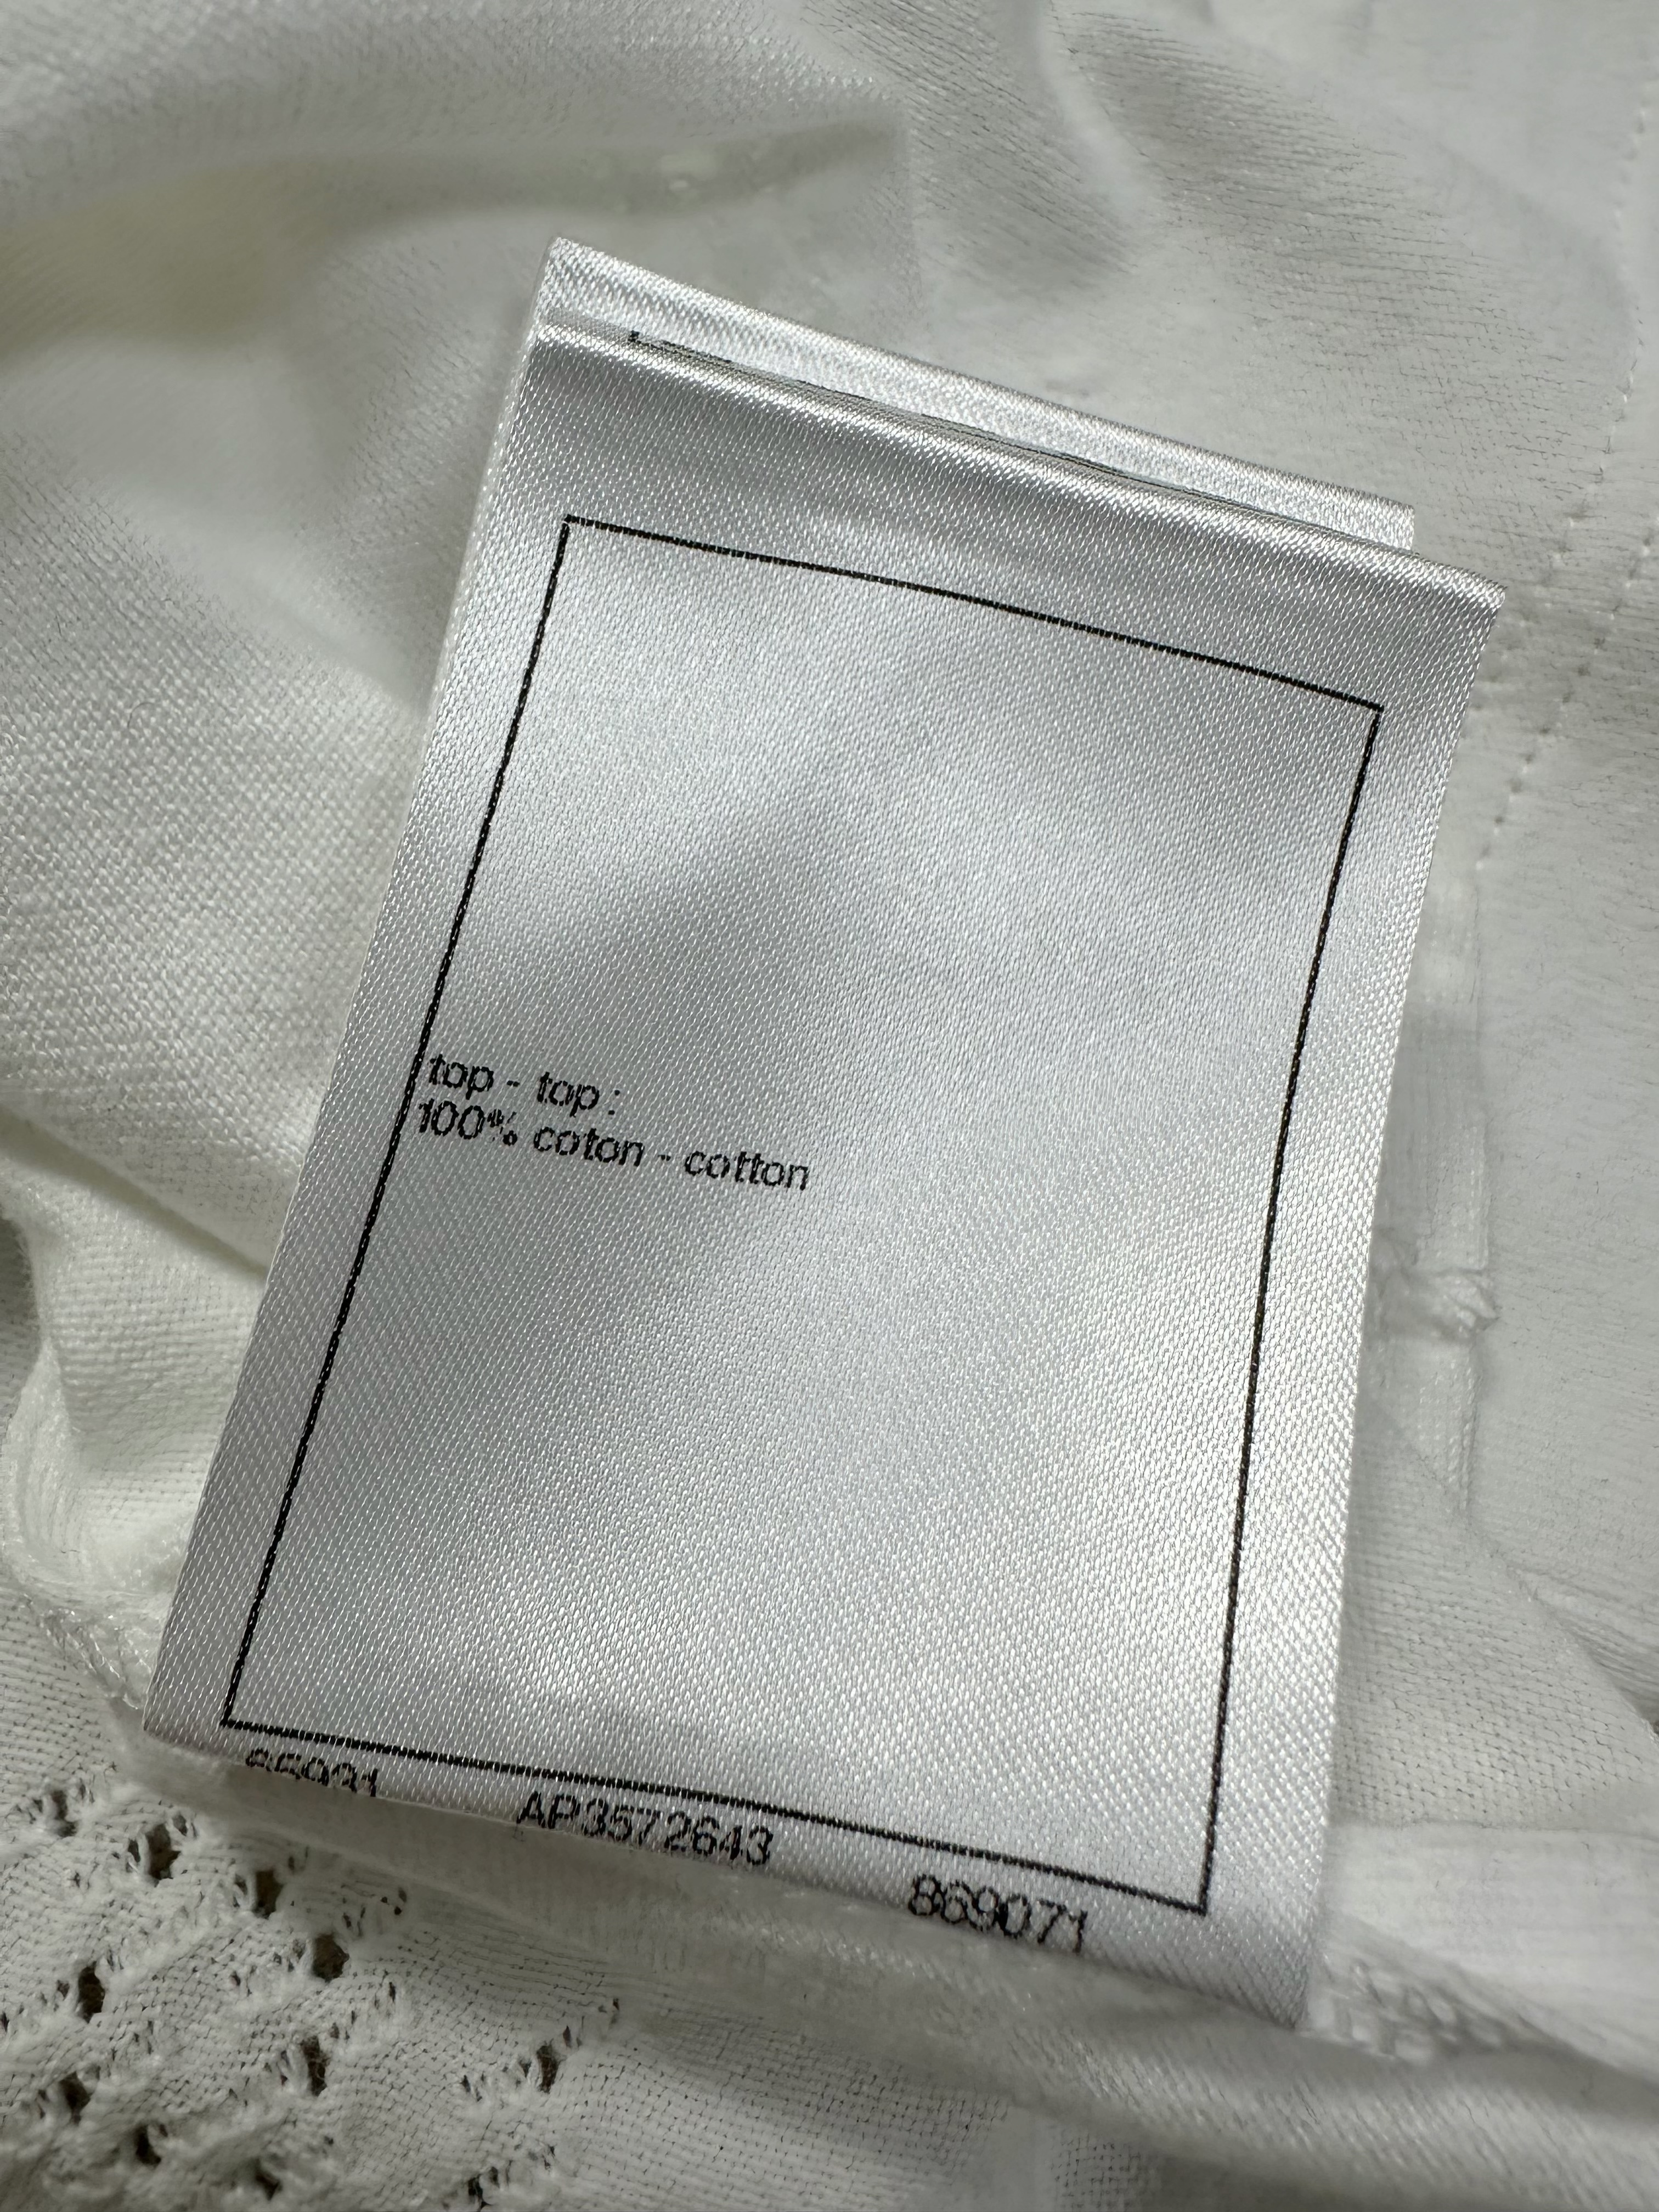 top - top :
100% coton - cotton
AP3572643
869071